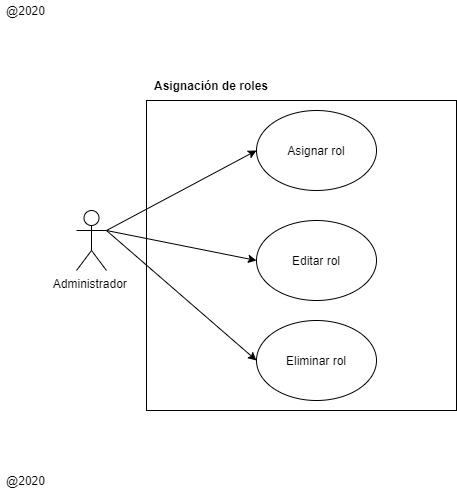 @2020
Asignación de roles
Asignar rol
Editar rol
Administrador
Eliminar rol
@2020